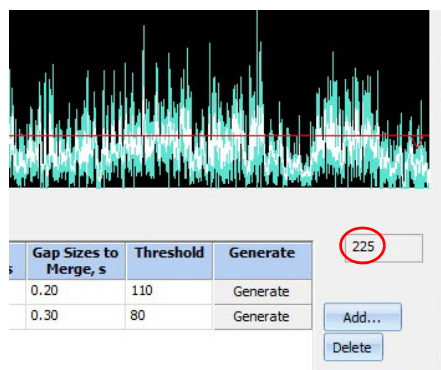 225
s
Gap Sizes to Merge, s
Threshold
Generate
0.20
110
Generate
0.30
80
Generate
Add...
Delete